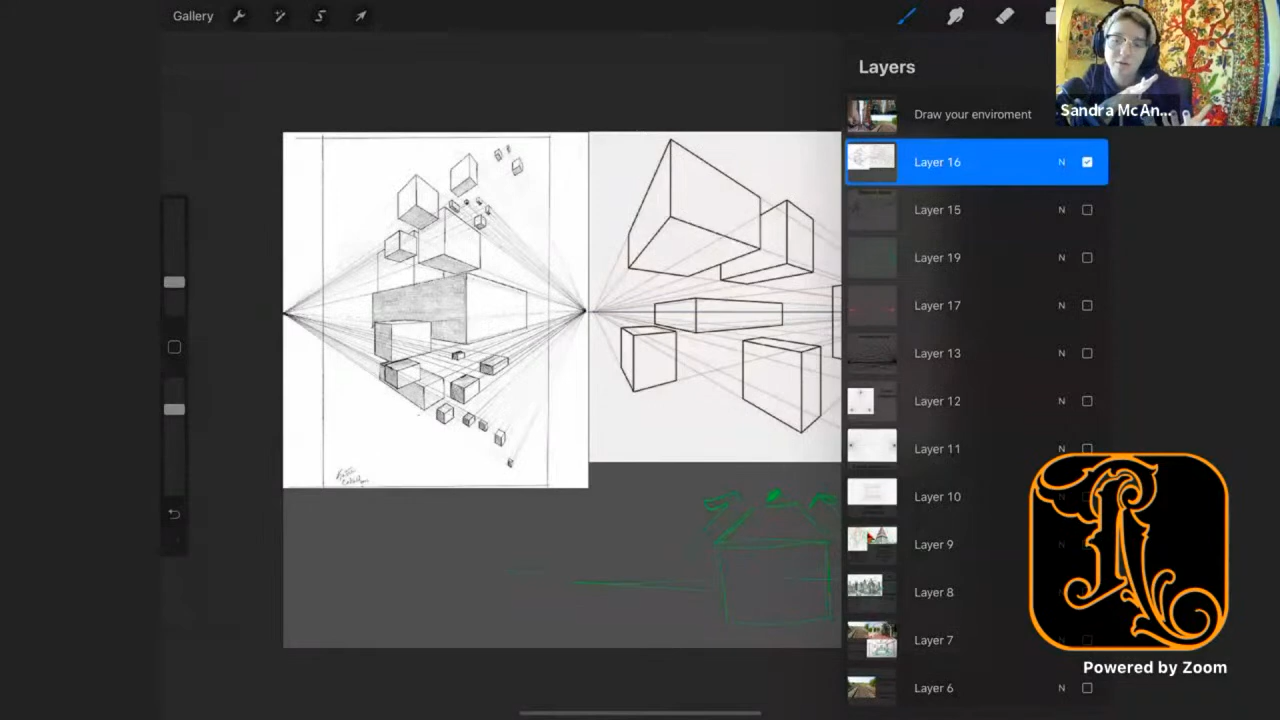 Gallery
Layers
Draw your enviroment
Sandra McAn...
Layer 16 N
Layer 15 N
Layer 19 N
Layer 17 N
Layer 13 N
Layer 12 N
Layer 11 N
Layer 10
Layer 9
Layer 8
Layer 7
Layer 6 N
Powered by Zoom